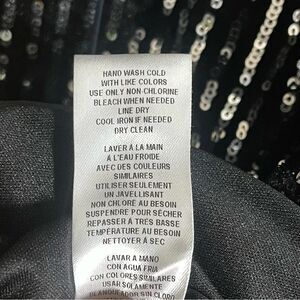 HAND WASH COLD
WITH LIKE COLORS
USE ONLY NON-CHLORINE
BLEACH WHEN NEEDED
LINE DRY
COOL IRON IF NEEDED
DRY CLEAN
LAVER À LA MAIN
À L'EAU FROIDE
AVEC DES COULEURS
SIMILAIRES
UTILISER SEULEMENT
UN JAVELLISANT
NON CHLORÉ AU BESOIN
SUSPENDRE POUR SÉCHER
REPASSER À TRÈS BASSE
TEMPÉRATURE AU BESOIN
NETTOYER À SEC
LAVAR A MANO
CON AGUA FRIA
CON COLORES SIMILARES
USAR SOLAMENTE
BLANQUEADOR SIN CLORO